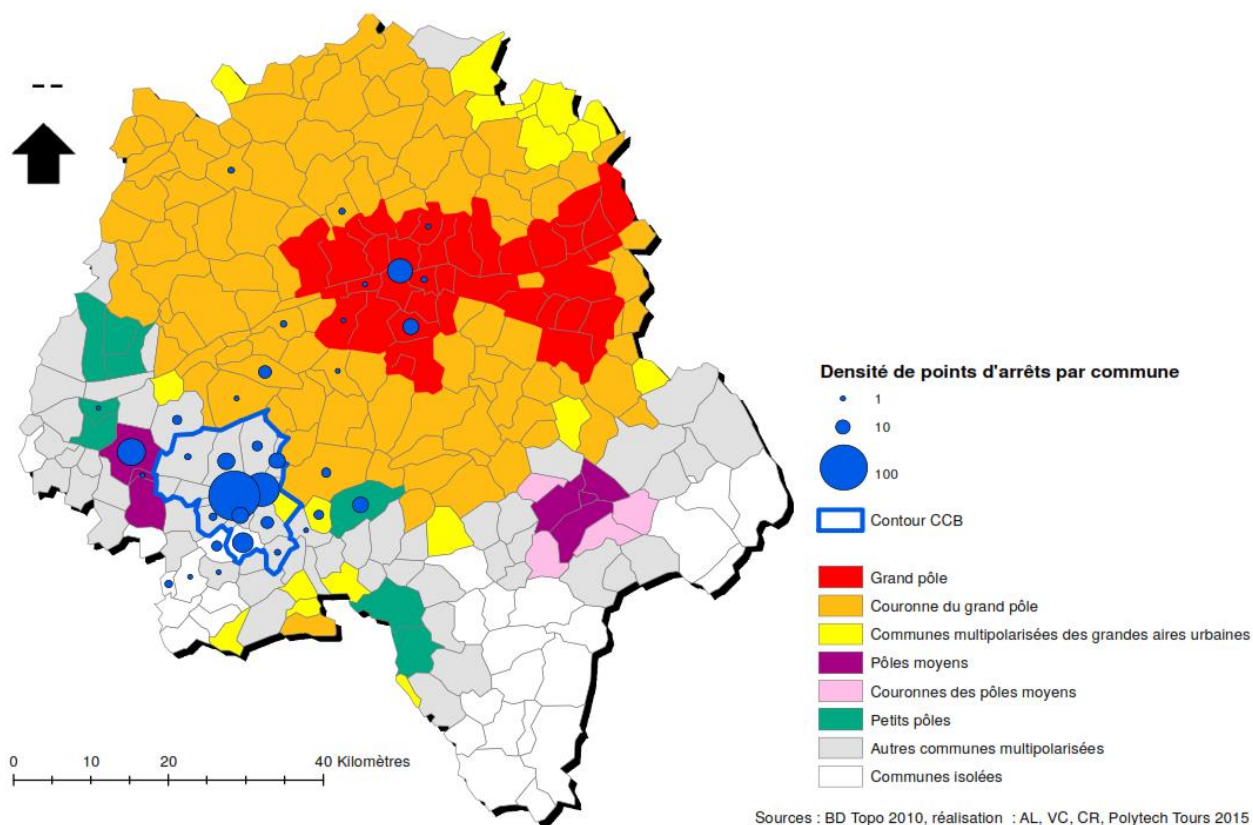 Densité de points d'arrêts par commune
1
10
100
Contour CCB
Grand pôle
Couronne du grand pôle
Communes multipolarisées des grandes aires urbaines
Pôles moyens
Couronnes des pôles moyens
Petits pôles
Autres communes multipolarisées
Communes isolées
0 10 20 40 Kilomètres
Sources : BD Topo 2010, réalisation : AL, VC, CR, Polytech Tours 2015